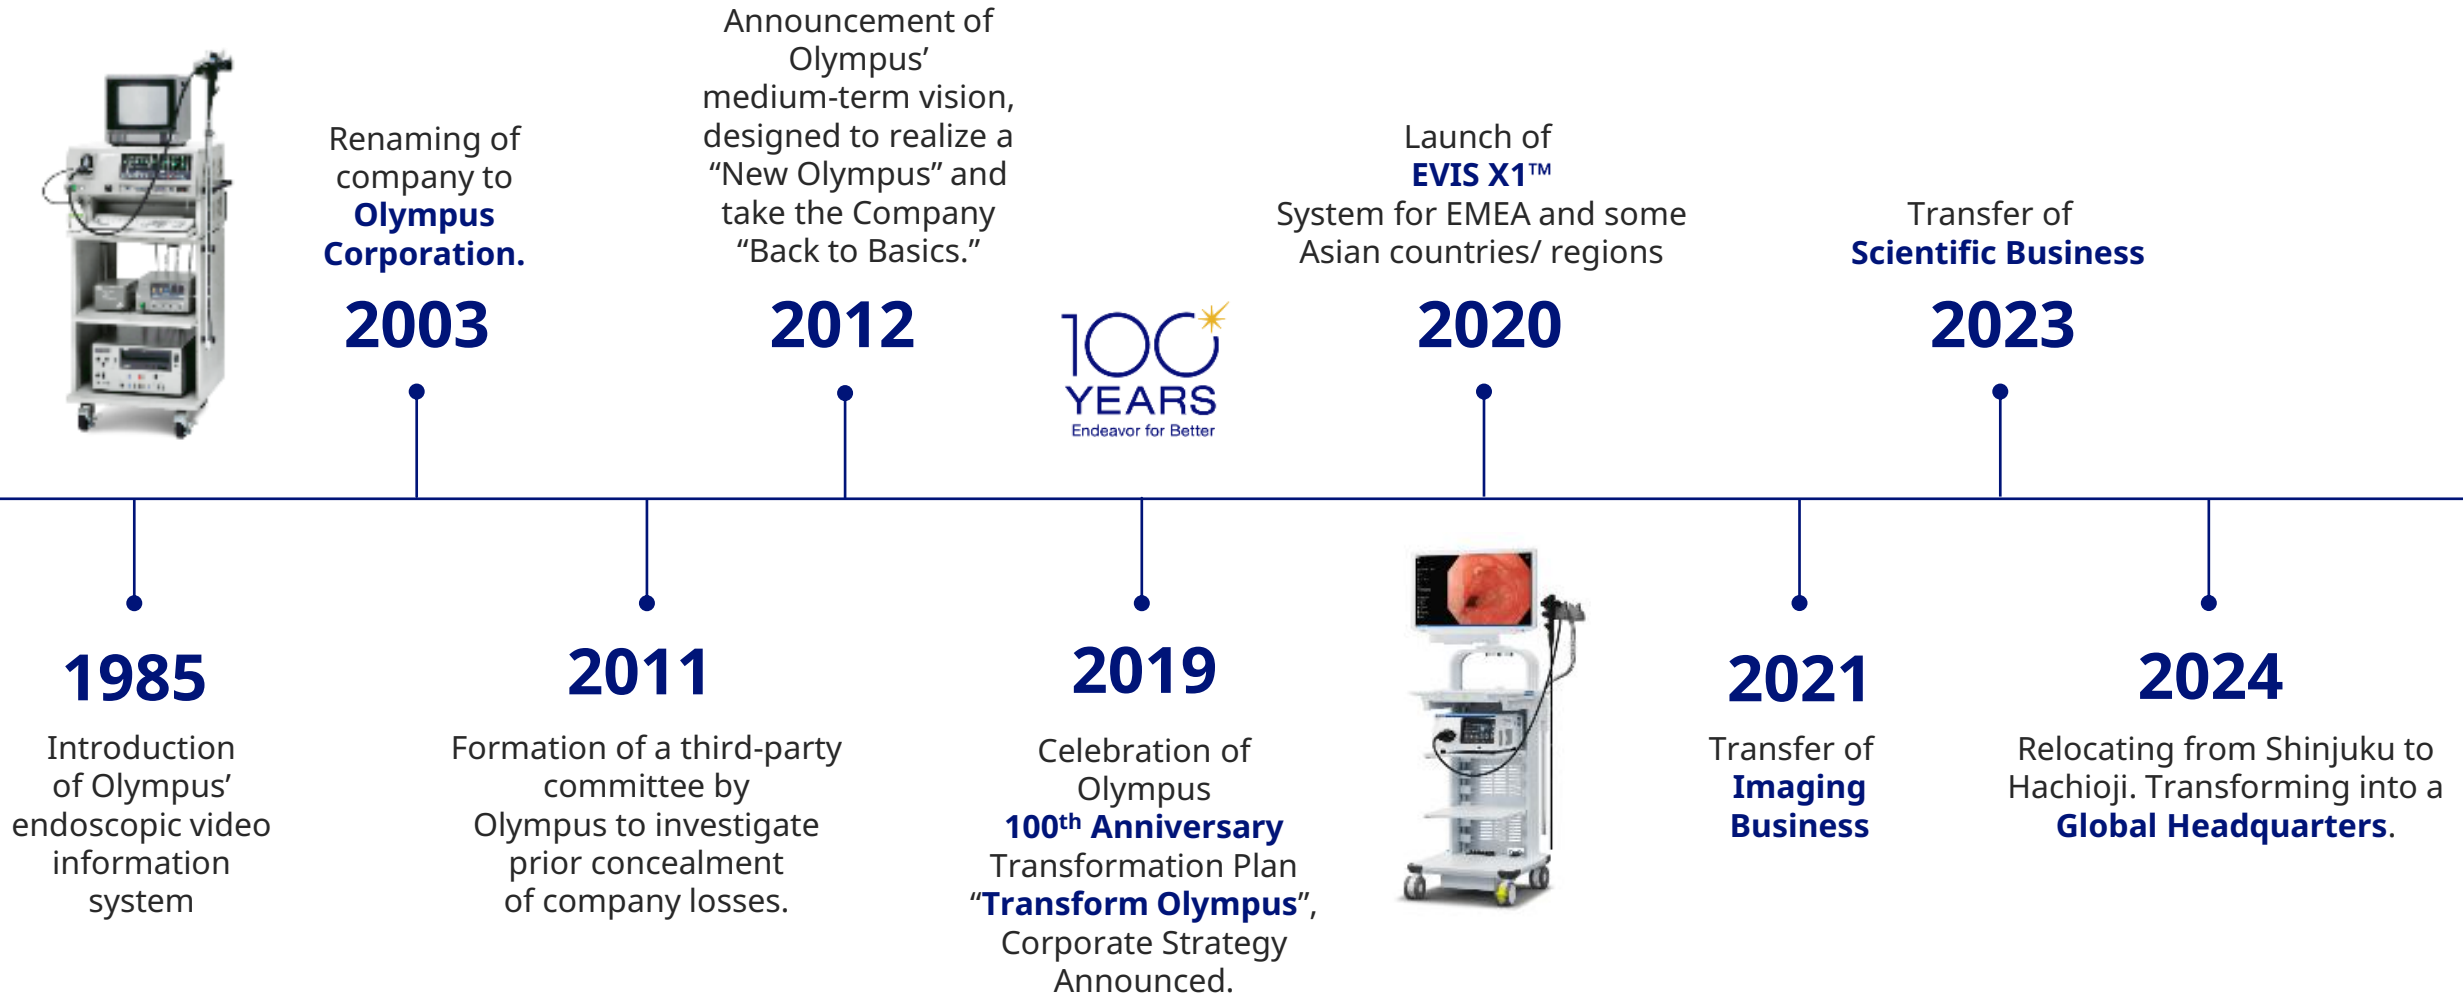 Announcement of
Olympus’
medium-term vision,
designed to realize a
“New Olympus” and
take the Company
“Back to Basics.”
2012
Renaming of
company to
Olympus
Corporation.
2003
Launch of
EVIS X1™
System for EMEA and some
Asian countries/ regions
2020
Transfer of
Scientific Business
2023
100
YEARS
Endeavor for Better
1985
Introduction
of Olympus’
endoscopic video
information
system
2011
Formation of a third-party
committee by
Olympus to investigate
prior concealment
of company losses.
2019
Celebration of
Olympus
100th Anniversary
Transformation Plan
“Transform Olympus”,
Corporate Strategy
Announced.
2021
Transfer of
Imaging
Business
2024
Relocating from Shinjuku to
Hachioji. Transforming into a
Global Headquarters.